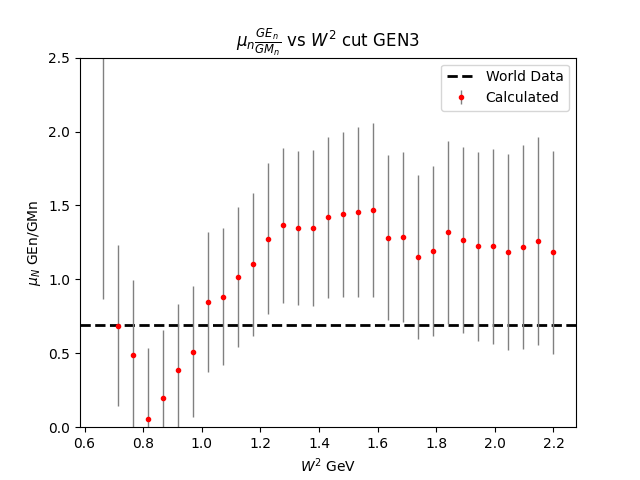 μₙ GEₙ/GMₙ vs W² cut GEN3
2.5
2.0
1.5
1.0
0.5
0.0
μ_N GEn/GMn
World Data
Calculated
0.6 0.8 1.0 1.2 1.4 1.6 1.8 2.0 2.2
W² GeV